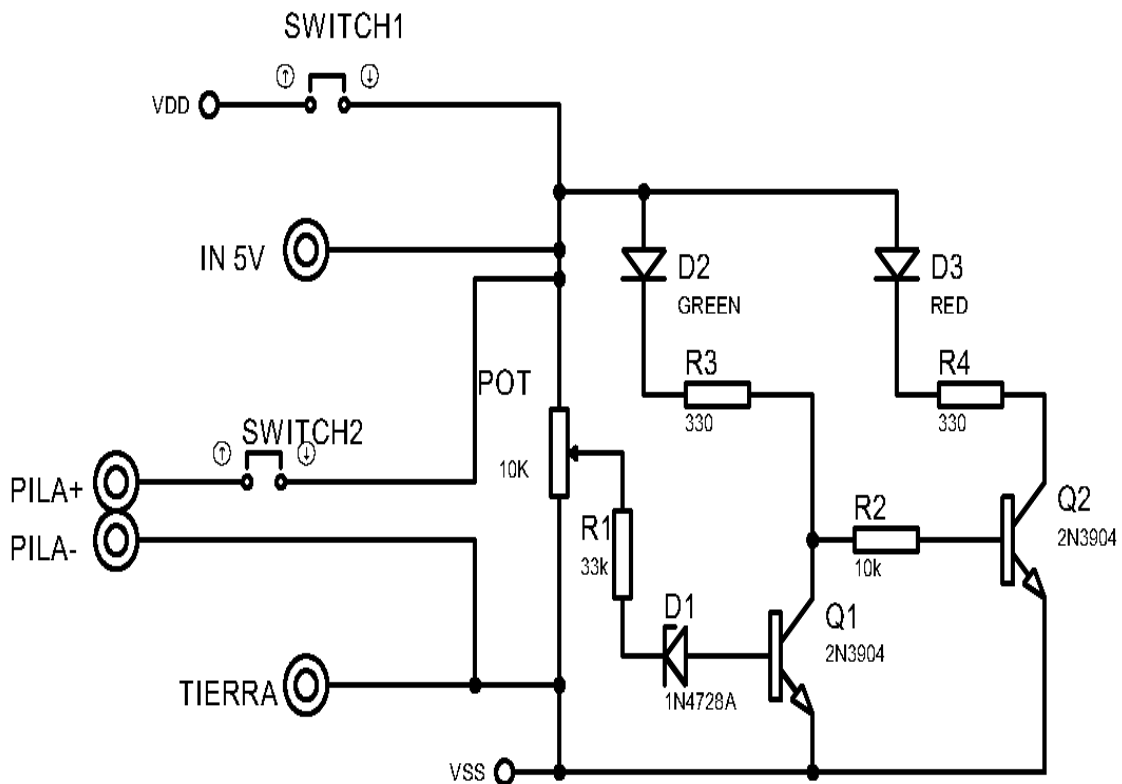 SWITCH1
VDD
IN 5V
D2
GREEN
D3
RED
POT
10K
R3
330
R4
330
SWITCH2
PILA+
PILA-
R1
33k
R2
10k
Q2
2N3904
D1
1N4728A
Q1
2N3904
TIERRA
VSS